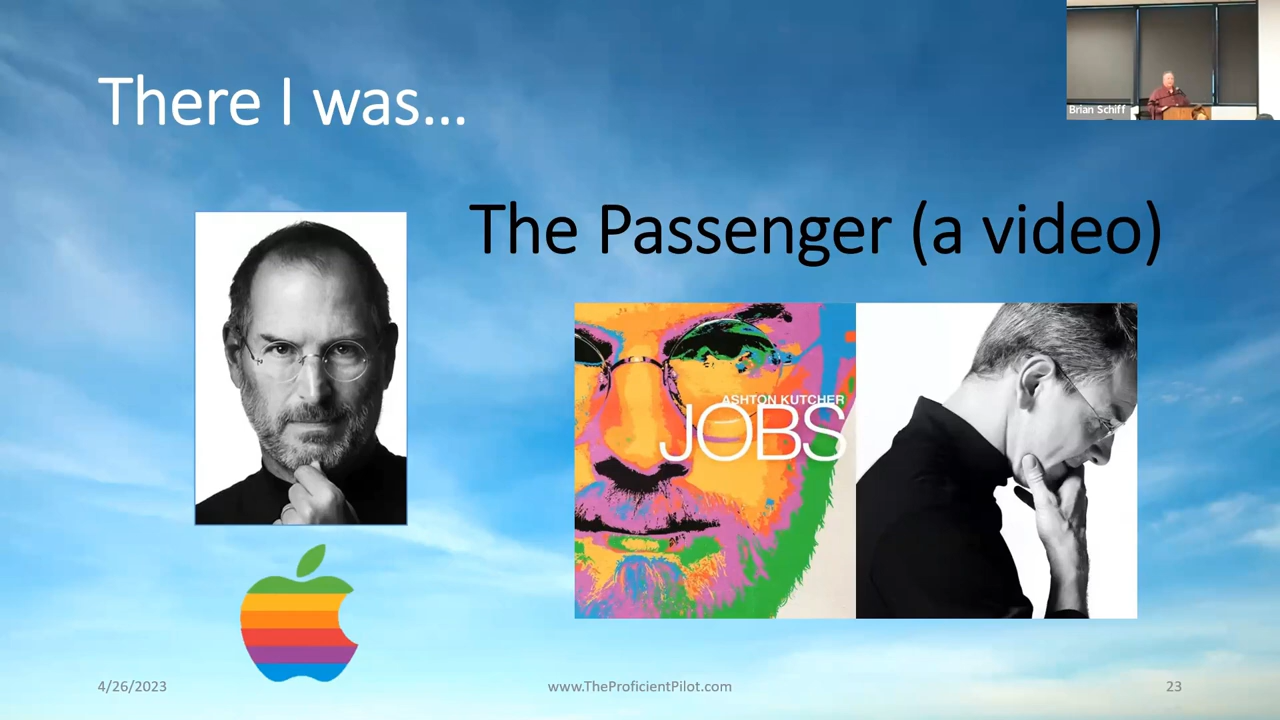 There I was...
Brian Schiff
The Passenger (a video)
ASHTON KUTCHER
JOBS
4/26/2023
www.TheProficientPilot.com
23